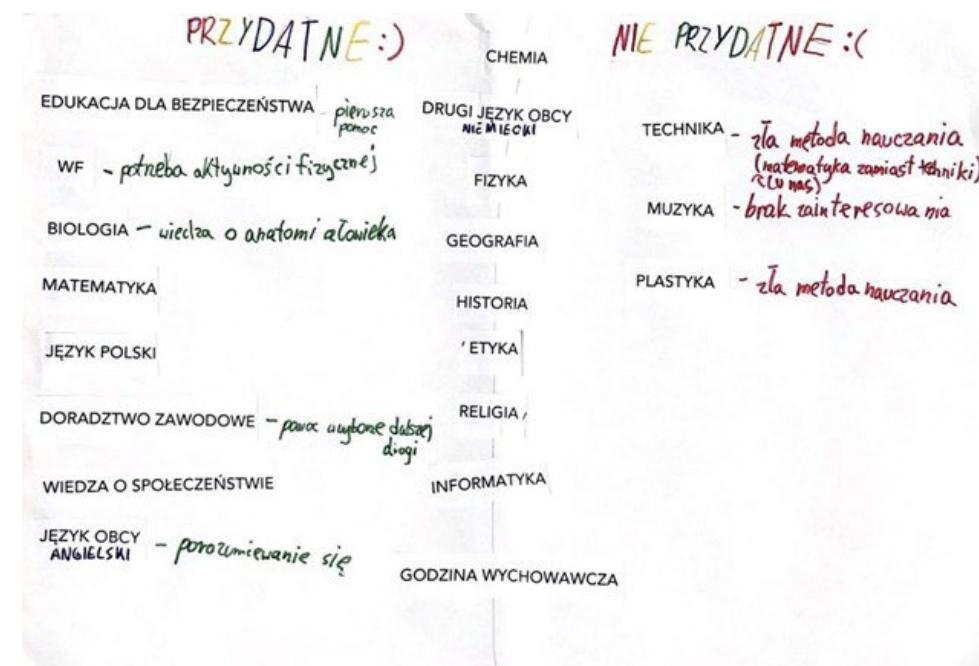 PRZYDATNE :)
EDUKACJA DLA BEZPIECZEŃSTWA - pierwsza
pomoc
WF - potrzeba aktywności fizycznej
BIOLOGIA - wiedza o anatomi człowieka
MATEMATYKA
JĘZYK POLSKI
DORADZTWO ZAWODOWE - pomoc wyborze dalszej
drogi
WIEDZA O SPOŁECZEŃSTWIE
JĘZYK OBCY
ANGIELSKI - porozumiewanie się
CHEMIA
DRUGI JĘZYK OBCY
NIEMIECKI
FIZYKA
GEOGRAFIA
HISTORIA
ETYKA
RELIGIA
INFORMATYKA
GODZINA WYCHOWAWCZA
NIE PRZYDATNE :(
TECHNIKA - zła metoda nauczania
(matematyka zamiast techniki)
(u nas)
MUZYKA - brak zainteresowania
PLASTYKA - zła metoda nauczania